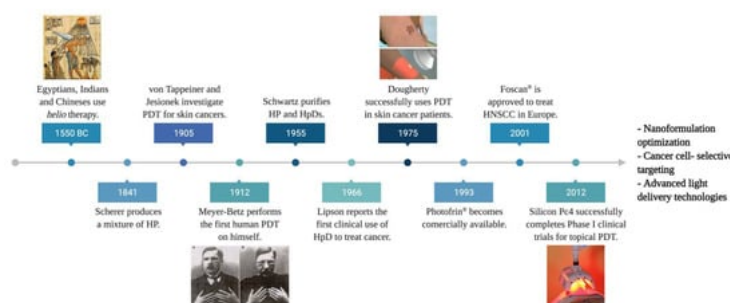 Egyptians, Indians
and Chineses use
helio therapy.
1550 BC
von Tappeiner and
Jesionek investigate
PDT for skin cancers.
1905
Schwartz purifies
HP and HpDs.
1955
Dougherty
successfully uses PDT
in skin cancer patients.
1975
Foscan® is
approved to treat
HNSCC in Europe.
2001
1841
Scherer produces
a mixture of HP.
1912
Meyer-Betz performs
the first human PDT
on himself.
1966
Lipson reports the
first clinical use of
HpD to treat cancer.
1993
Photofrin® becomes
comercially available.
2012
Silicon Pc4 successfully
completes Phase I clinical
trials for topical PDT.
- Nanoformulation
optimization
- Cancer cell- selective
targeting
- Advanced light
delivery technologies